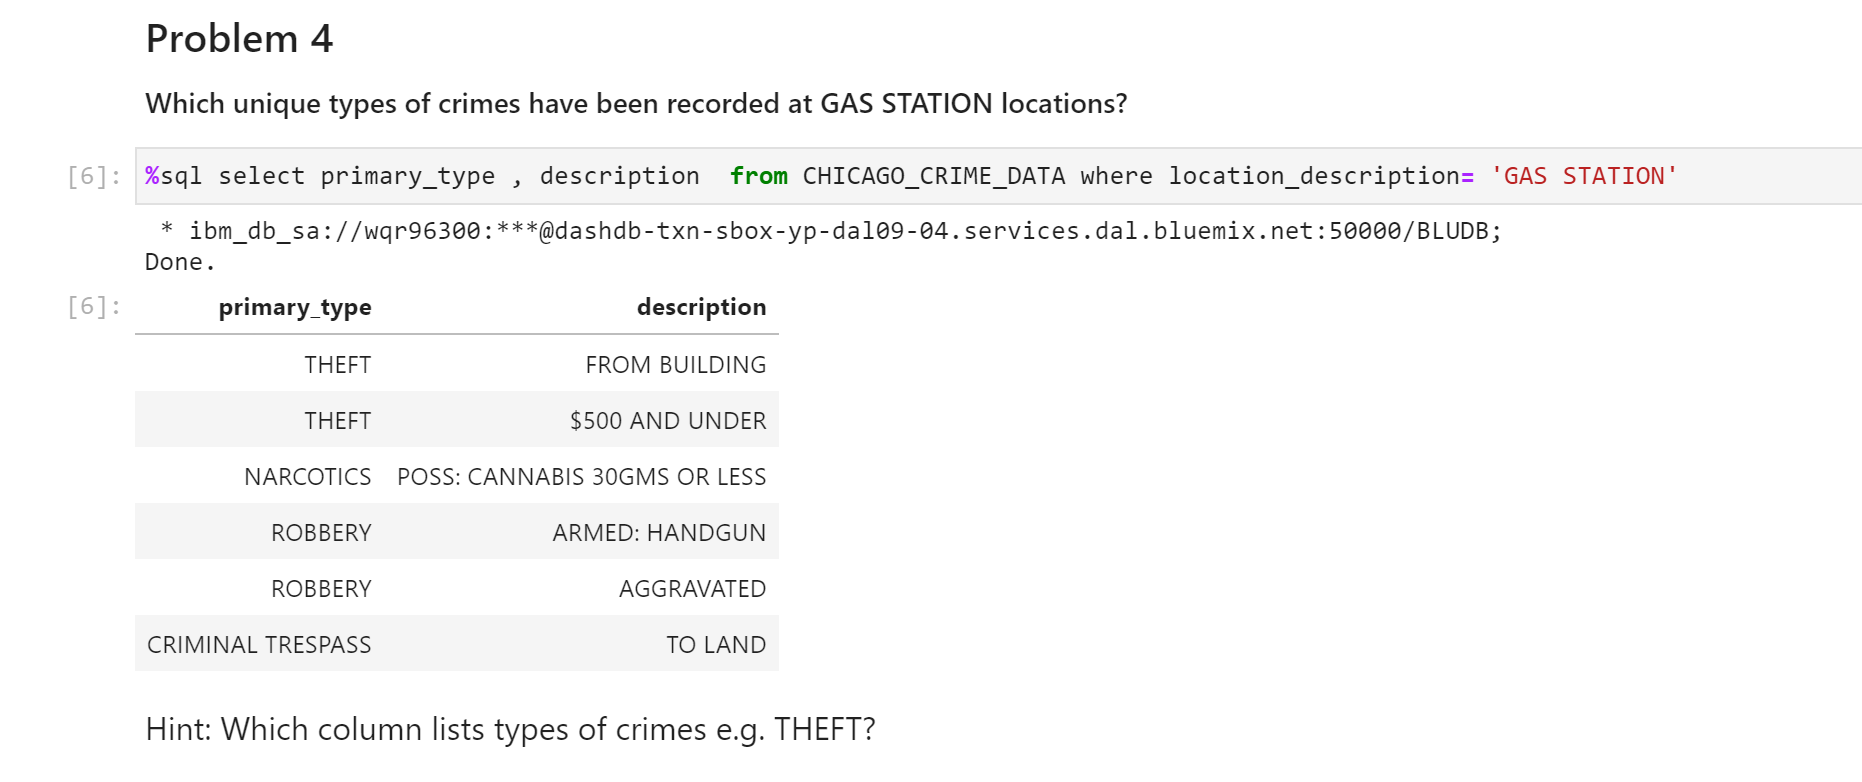 Problem 4
Which unique types of crimes have been recorded at GAS STATION locations?
[6]: %sql select primary_type , description  from CHICAGO_CRIME_DATA where location_description= 'GAS STATION'
* ibm_db_sa://wqr96300:***@dashdb-txn-sbox-yp-dal09-04.services.dal.bluemix.net:50000/BLUDB;
Done.
[6]: primary_type description
THEFT FROM BUILDING
THEFT $500 AND UNDER
NARCOTICS POSS: CANNABIS 30GMS OR LESS
ROBBERY ARMED: HANDGUN
ROBBERY AGGRAVATED
CRIMINAL TRESPASS TO LAND
Hint: Which column lists types of crimes e.g. THEFT?